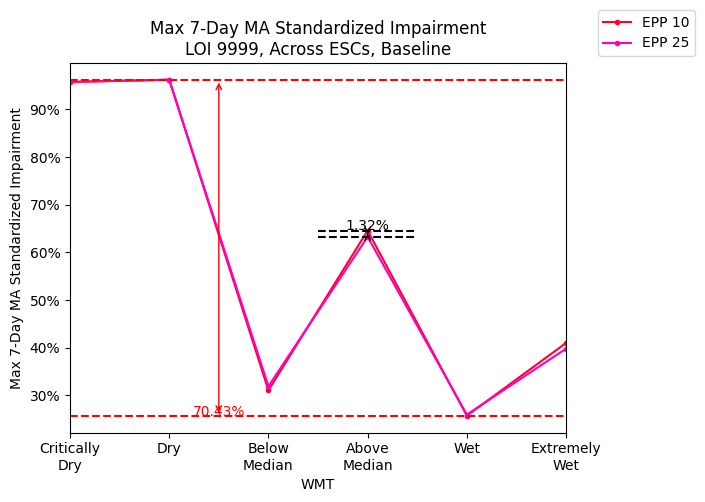 Max 7-Day MA Standardized Impairment
LOI 9999, Across ESCs, Baseline
EPP 10
EPP 25
Max 7-Day MA Standardized Impairment
90%
80%
70%
60%
50%
40%
30%
1.32%
70.43%
Critically
Dry
Dry
Below
Median
Above
Median
Wet
Extremely
Wet
WMT